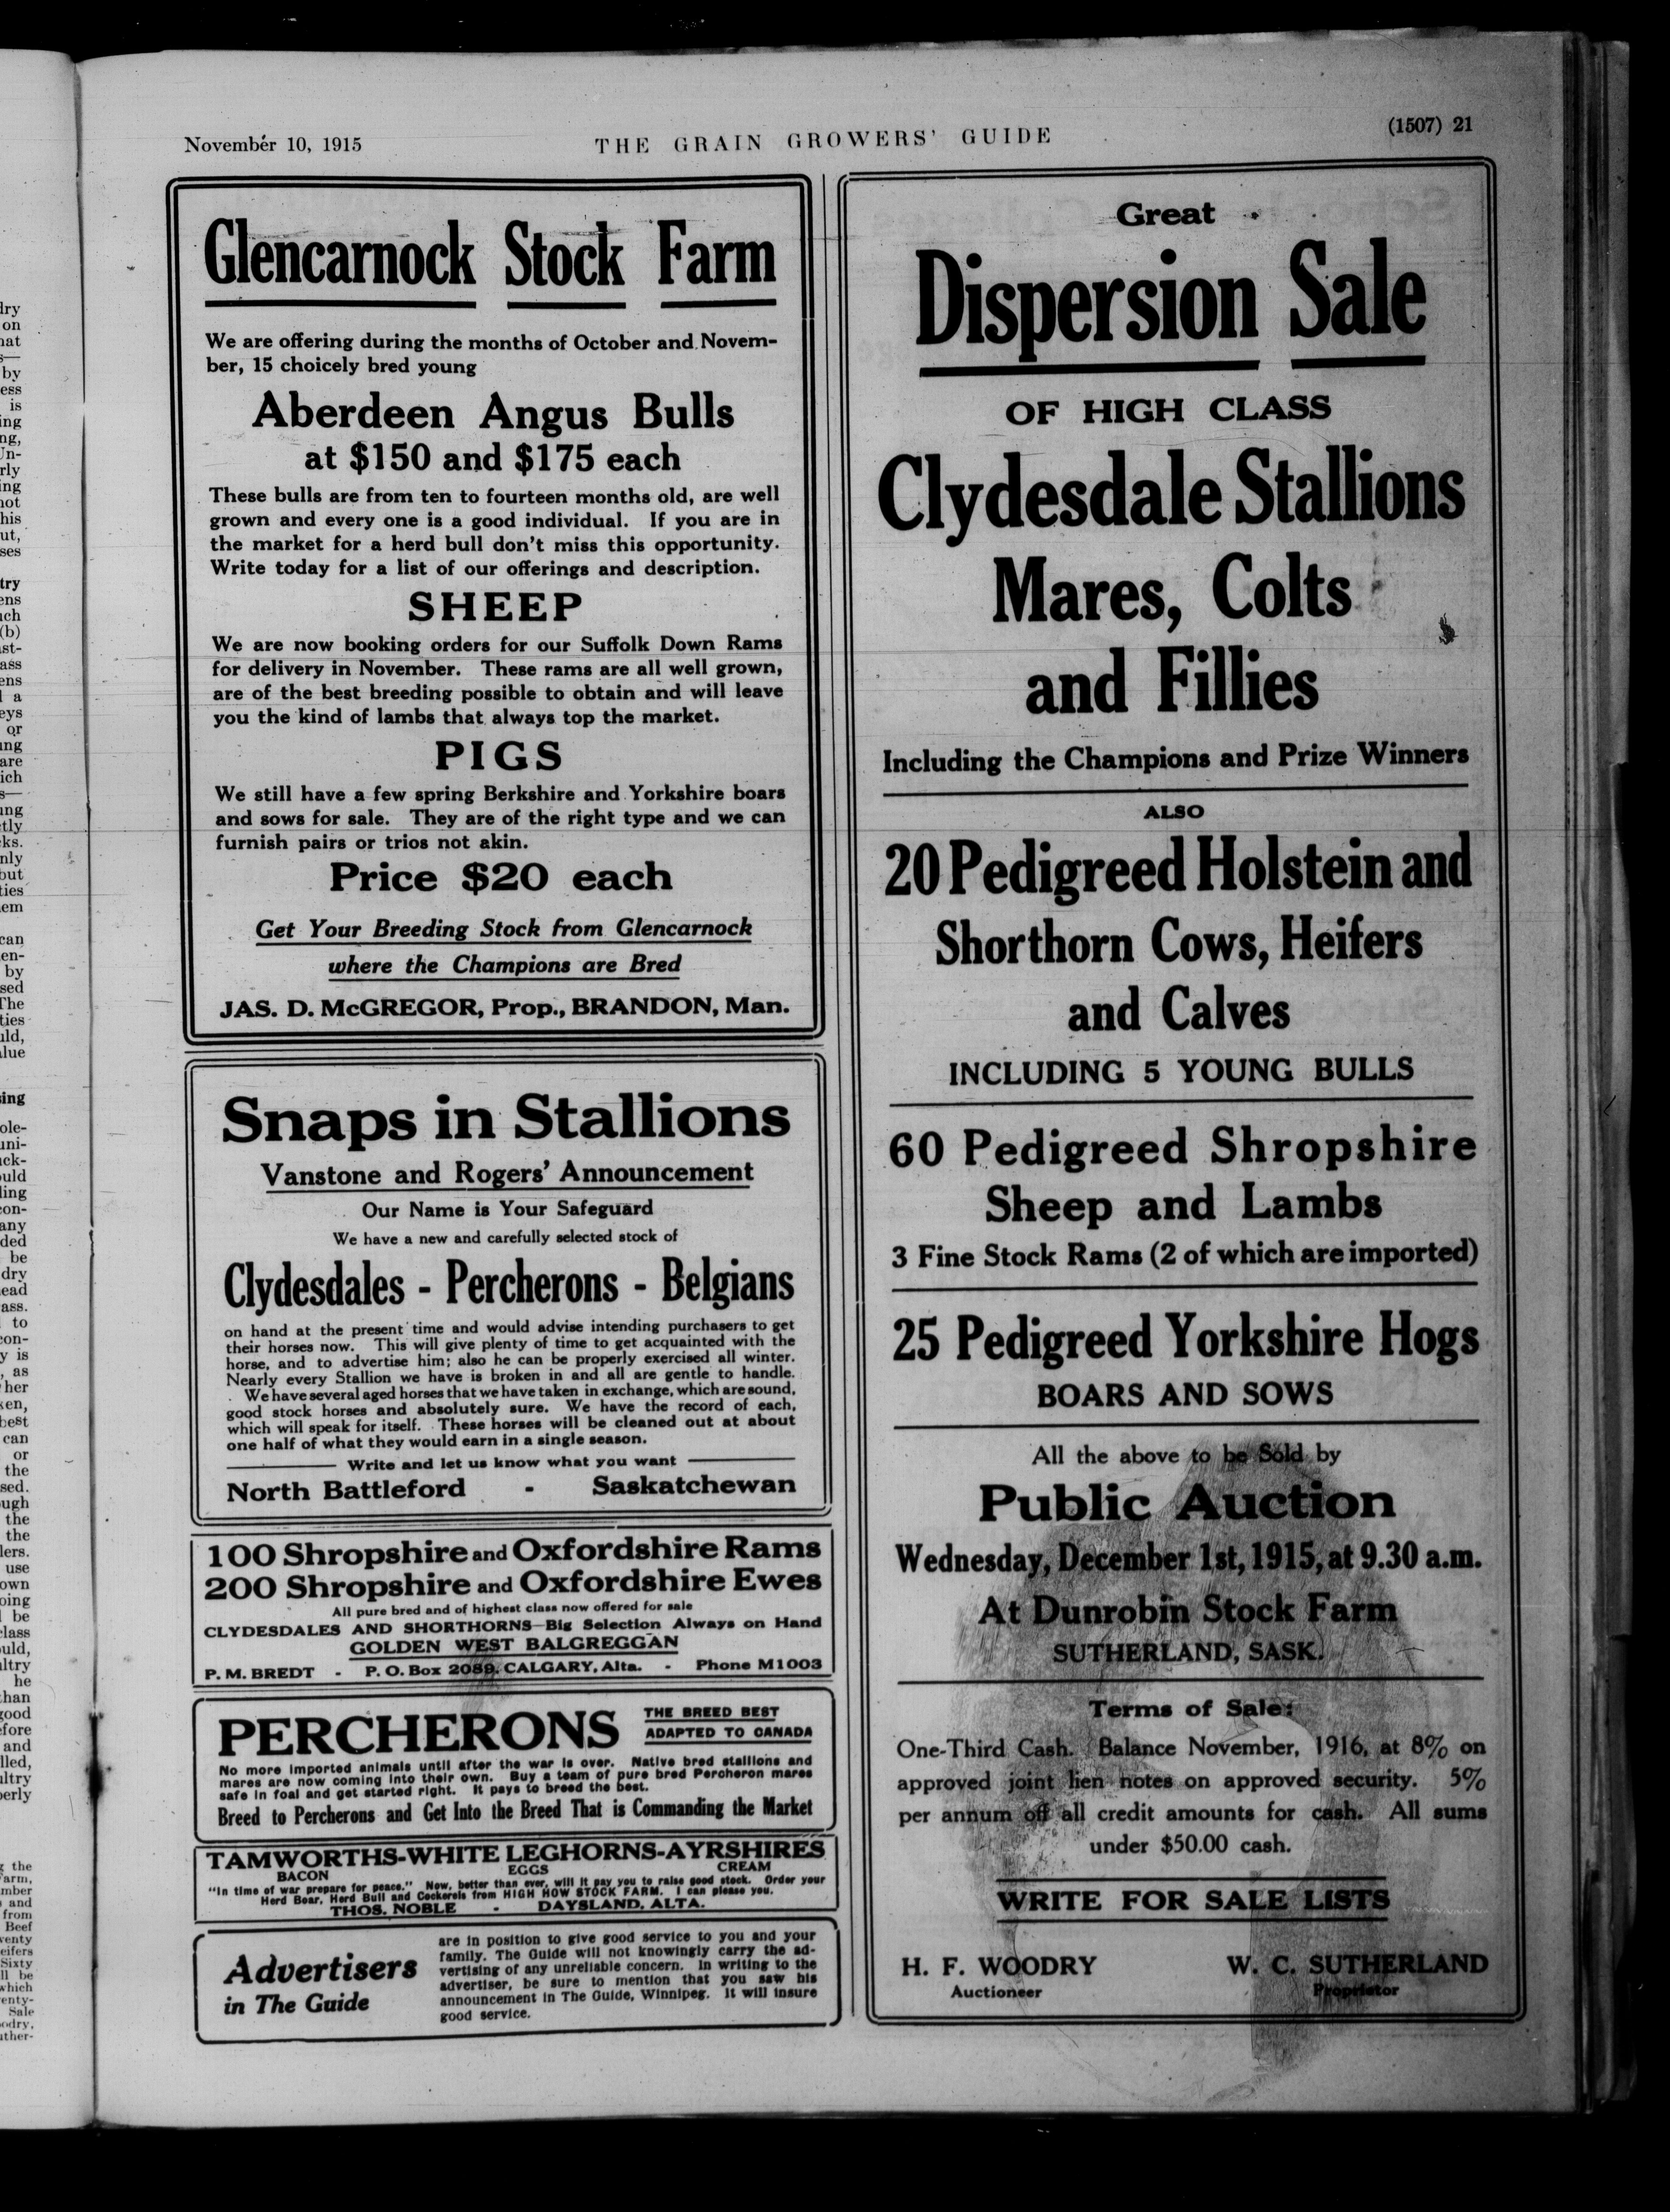 November 10, 1915
THE GRAIN GROWERS' GUIDE
(1507) 21
Glencarnock Stock Farm
We are offering during the months of October and Novem-
ber, 15 choicely bred young
Aberdeen Angus Bulls
at $150 and $175 each
These bulls are from ten to fourteen months old, are well
grown and every one is a good individual. If you are in
the market for a herd bull don't miss this opportunity.
Write today for a list of our offerings and description.
SHEEP
We are now booking orders for our Suffolk Down Rams
for delivery in November. These rams are all well grown,
are of the best breeding possible to obtain and will leave
you the kind of lambs that always top the market.
PIGS
We still have a few spring Berkshire and Yorkshire boars
and sows for sale. They are of the right type and we can
furnish pairs or trios not akin.
Price $20 each
Get Your Breeding Stock from Glencarnock
where the Champions are Bred
JAS. D. McGREGOR, Prop., BRANDON, Man.
Snaps in Stallions
Vanstone and Rogers' Announcement
Our Name is Your Safeguard
We have a new and carefully selected stock of
Clydesdales - Percherons - Belgians
on hand at the present time and would advise intending purchasers to get
their horses now. This will give plenty of time to get acquainted with the
horse, and to advertise him; also he can be properly exercised all winter.
Nearly every Stallion we have is broken in and all are gentle to handle.
We have several aged horses that we have taken in exchange, which are sound,
good stock horses and absolutely sure. We have the record of each,
which will speak for itself. These horses will be cleaned out at about
one half of what they would earn in a single season.
Write and let us know what you want
North Battleford - Saskatchewan
100 Shropshire and Oxfordshire Rams
200 Shropshire and Oxfordshire Ewes
All pure bred and of highest class now offered for sale
CLYDESDALES AND SHORTHORNS—Big Selection Always on Hand
GOLDEN WEST BALGREGGAN
P. M. BREDT - P. O. Box 2089, CALGARY, Alta. - Phone M1003
PERCHERONS
THE BREED BEST
ADAPTED TO CANADA
No more imported animals until after the war is over. Native bred stallions and
mares are now coming into their own. Buy a team of pure bred Percheron mares
safe in foal and get started right. It pays to breed the best.
Breed to Percherons and Get Into the Breed That is Commanding the Market
TAMWORTHS-WHITE LEGHORNS-AYRSHIRES
BACON EGGS CREAM
"In time of war prepare for peace." Now, better than ever, will it pay you to raise good stock. Order your
Herd Boar, Herd Bull and Cockerels from HIGH HOW STOCK FARM. I can please you.
THOS. NOBLE - DAYSLAND, ALTA.
Advertisers
in The Guide
are in position to give good service to you and your
family. The Guide will not knowingly carry the ad-
vertising of any unreliable concern. In writing to the
advertiser, be sure to mention that you saw his
announcement in The Guide, Winnipeg. It will insure
good service.
Great
Dispersion Sale
OF HIGH CLASS
Clydesdale Stallions
Mares, Colts
and Fillies
Including the Champions and Prize Winners
ALSO
20 Pedigreed Holstein and
Shorthorn Cows, Heifers
and Calves
INCLUDING 5 YOUNG BULLS
60 Pedigreed Shropshire
Sheep and Lambs
3 Fine Stock Rams (2 of which are imported)
25 Pedigreed Yorkshire Hogs
BOARS AND SOWS
All the above to be Sold by
Public Auction
Wednesday, December 1st, 1915, at 9.30 a.m.
At Dunrobin Stock Farm
SUTHERLAND, SASK.
Terms of Sale:
One-Third Cash. Balance November, 1916, at 8% on
approved joint lien notes on approved security. 5%
per annum off all credit amounts for cash. All sums
under $50.00 cash.
WRITE FOR SALE LISTS
H. F. WOODRY
Auctioneer
W. C. SUTHERLAND
Proprietor